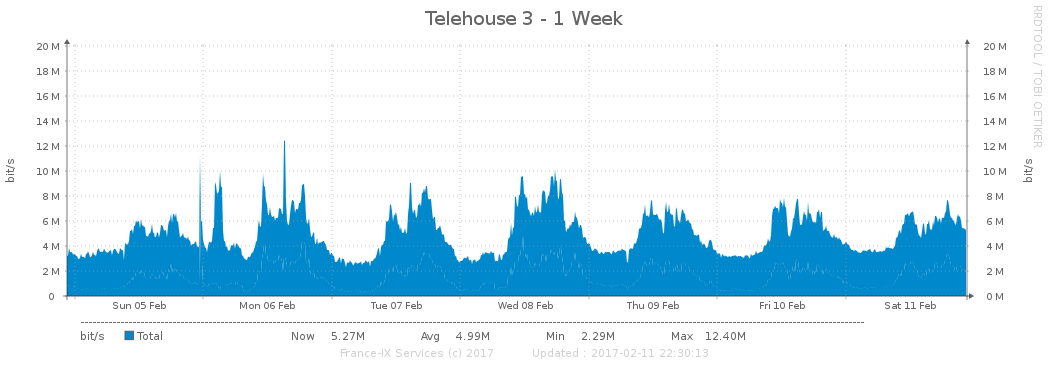 Telehouse 3 - 1 Week
RRDTOOL / TOBI OETIKER
bit/s
20 M 20 M
18 M 18 M
16 M 16 M
14 M 14 M
12 M 12 M
10 M 10 M
8 M 8 M
6 M 6 M
4 M 4 M
2 M 2 M
0 0 M
bit/s
Sun 05 Feb Mon 06 Feb Tue 07 Feb Wed 08 Feb Thu 09 Feb Fri 10 Feb Sat 11 Feb
bit/s Total Now 5.27M Avg 4.99M Min 2.29M Max 12.40M
France-IX Services (c) 2017 Updated : 2017-02-11 22:30:13